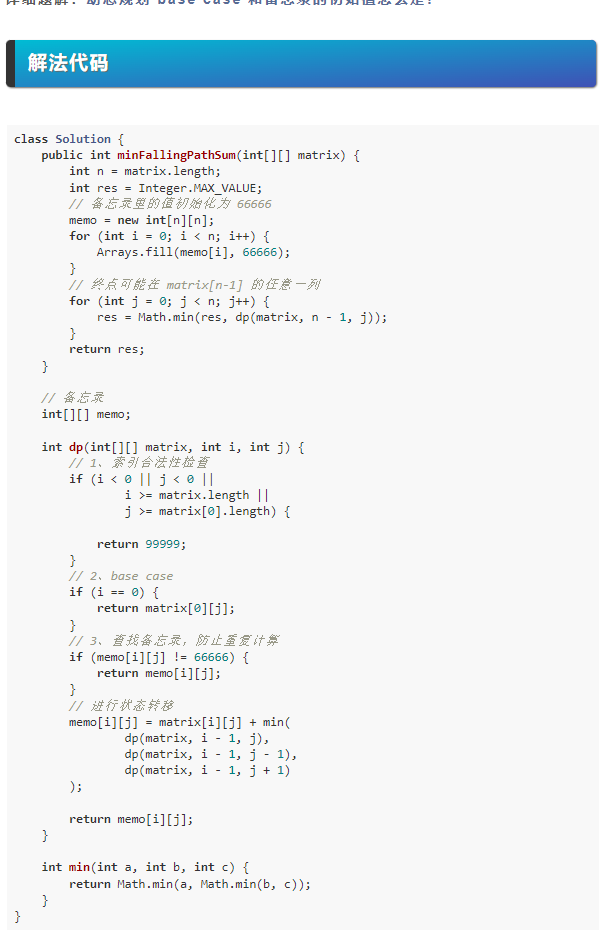 详细题解：动态规划 base case 和备忘录的初始值怎么定?
解法代码
class Solution {
    public int minFallingPathSum(int[][] matrix) {
        int n = matrix.length;
        int res = Integer.MAX_VALUE;
        // 备忘录里的值初始化为 66666
        memo = new int[n][n];
        for (int i = 0; i < n; i++) {
            Arrays.fill(memo[i], 66666);
        }
        // 终点可能在 matrix[n-1] 的任意一列
        for (int j = 0; j < n; j++) {
            res = Math.min(res, dp(matrix, n - 1, j));
        }
        return res;
    }
    // 备忘录
    int[][] memo;
    int dp(int[][] matrix, int i, int j) {
        // 1、索引合法性检查
        if (i < 0 || j < 0 ||
                i >= matrix.length ||
                j >= matrix[0].length) {
            return 99999;
        }
        // 2、base case
        if (i == 0) {
            return matrix[0][j];
        }
        // 3、查找备忘录，防止重复计算
        if (memo[i][j] != 66666) {
            return memo[i][j];
        }
        // 进行状态转移
        memo[i][j] = matrix[i][j] + min(
                dp(matrix, i - 1, j),
                dp(matrix, i - 1, j - 1),
                dp(matrix, i - 1, j + 1)
        );
        return memo[i][j];
    }
    int min(int a, int b, int c) {
        return Math.min(a, Math.min(b, c));
    }
}